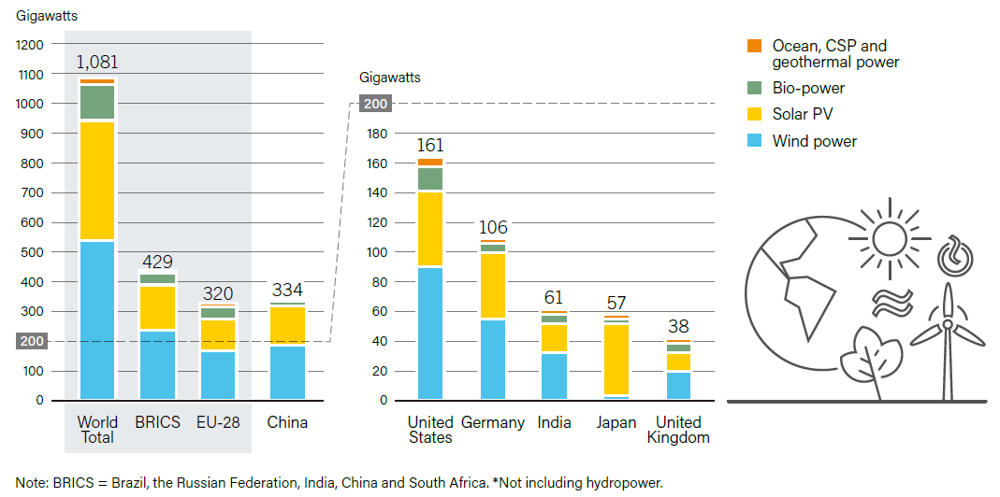 Gigawatts
1200
1100
1000
900
800
700
600
500
400
300
200
100
0
1,081
429
320
334
World
Total
BRICS
EU-28
China
Gigawatts
200
180
160
140
120
100
80
60
40
20
0
161
106
61
57
38
United
States
Germany
India
Japan
United
Kingdom
Ocean, CSP and
geothermal power
Bio-power
Solar PV
Wind power
Note: BRICS = Brazil, the Russian Federation, India, China and South Africa. *Not including hydropower.